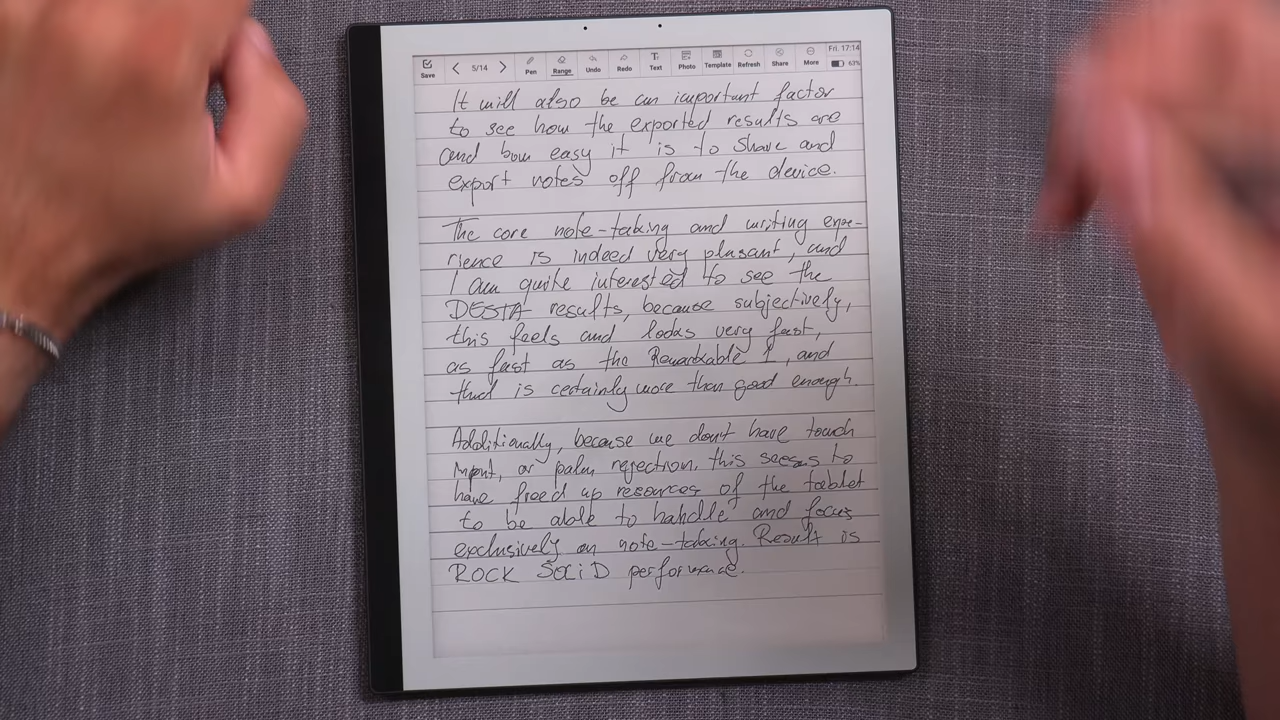 Save
5/14
Pen
Range
Undo
Redo
Text
Photo
Template
Refresh
Share
More
Fri. 17:14
63%
It will also be an important factor
to see how the exported results are
and how easy it is to share and
export notes off from the device.
The core note-taking and writing expe-
rience is indeed very plasant, and
I am quite interested to see the
DESTA results, because subjectively,
this feels and looks very fast,
as fast as the Remarkable 1, and
that is certainly more than good enough.
Additionally, because we don't have touch
input, or palm rejection, this seems to
have freed up resources of the tablet
to be able to handle and focus
exclusively on note-taking. Result is
ROCK SOLiD performance.